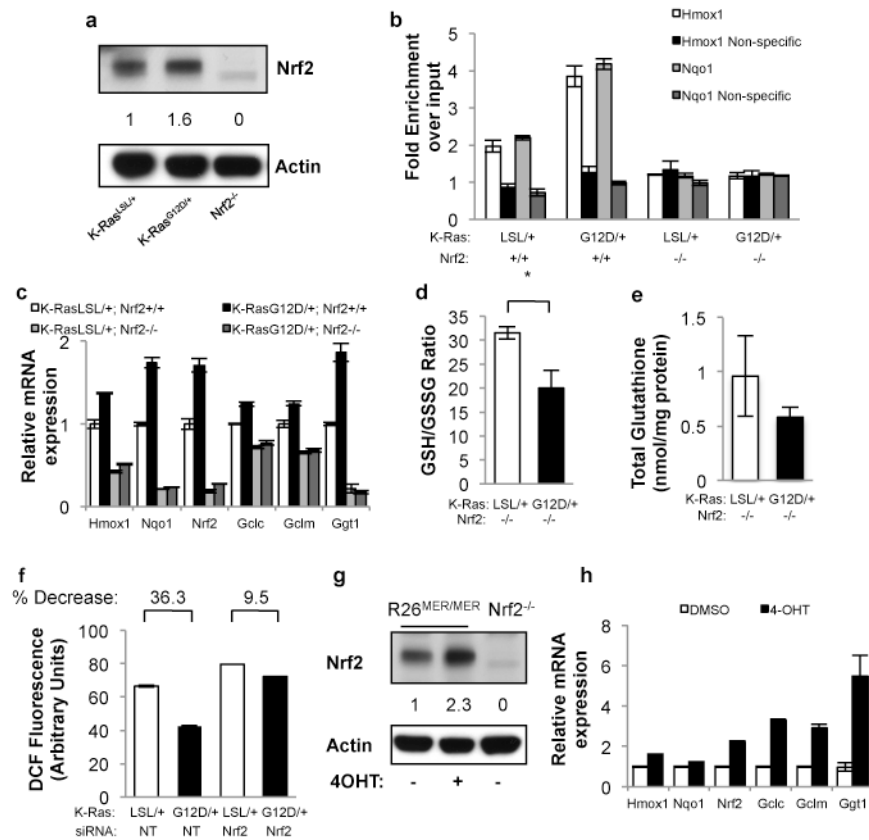 a
Nrf2
1 1.6 0
Actin
K-Ras^LSL/+ K-Ras^G12D/+ Nrf2^-/-
b
Hmox1
Hmox1 Non-specific
Nqo1
Nqo1 Non-specific
Fold Enrichment
over input
5
4
3
2
1
0
K-Ras: LSL/+ G12D/+ LSL/+ G12D/+
Nrf2: +/+ +/+ -/- -/-
c
K-RasLSL/+; Nrf2+/+ K-RasG12D/+; Nrf2+/+
K-RasLSL/+; Nrf2-/- K-RasG12D/+; Nrf2-/-
Relative mRNA
expression
2
1
0
Hmox1 Nqo1 Nrf2 Gclc Gclm Ggt1
d
*
GSH/GSSG Ratio
35
30
25
20
15
10
5
0
K-Ras: LSL/+ G12D/+
Nrf2: -/- -/-
e
Total Glutathione
(nmol/mg protein)
1.5
1
0.5
0
K-Ras: LSL/+ G12D/+
Nrf2: -/- -/-
f
% Decrease: 36.3 9.5
DCF Fluorescence
(Arbitrary Units)
100
80
60
40
20
0
K-Ras: LSL/+ G12D/+ LSL/+ G12D/+
siRNA: NT NT Nrf2 Nrf2
g
R26^MER/MER Nrf2^-/-
Nrf2
1 2.3 0
Actin
4OHT: - + -
h
DMSO 4-OHT
Relative mRNA
expression
8
6
4
2
0
Hmox1 Nqo1 Nrf2 Gclc Gclm Ggt1